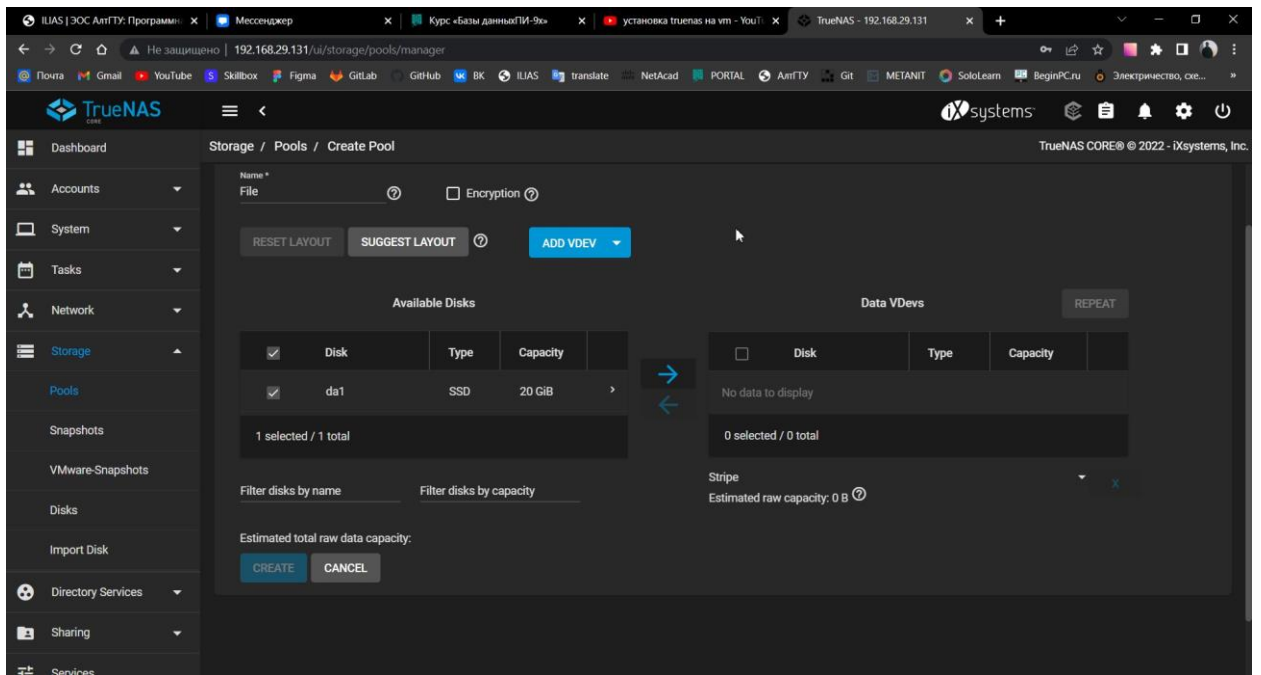 ILIAS | ЭОС АлтГТУ: Программн
Мессенджер
Курс «Базы данныхПИ-9х»
установка truenas на vm - YouT
TrueNAS - 192.168.29.131
Не защищено | 192.168.29.131/ui/storage/pools/manager
Почта Gmail YouTube Skillbox Figma GitLab GitHub ВК ILIAS translate NetAcad PORTAL АлтГТУ Git METANIT SoloLearn BeginPC.ru Электричество, схе... »
TrueNAS
CORE
iXsystems
Dashboard
Storage / Pools / Create Pool
TrueNAS CORE® © 2022 - iXsystems, Inc.
Name *
Accounts
File
Encryption
System
RESET LAYOUT SUGGEST LAYOUT ADD VDEV
Tasks
Network
Available Disks
Data VDevs
REPEAT
Storage
Disk Type Capacity
Disk Type Capacity
Pools
da1 SSD 20 GiB
No data to display
Snapshots
1 selected / 1 total
0 selected / 0 total
VMware-Snapshots
Filter disks by name
Filter disks by capacity
Stripe
X
Estimated raw capacity: 0 B
Disks
Estimated total raw data capacity:
Import Disk
CREATE CANCEL
Directory Services
Sharing
Services